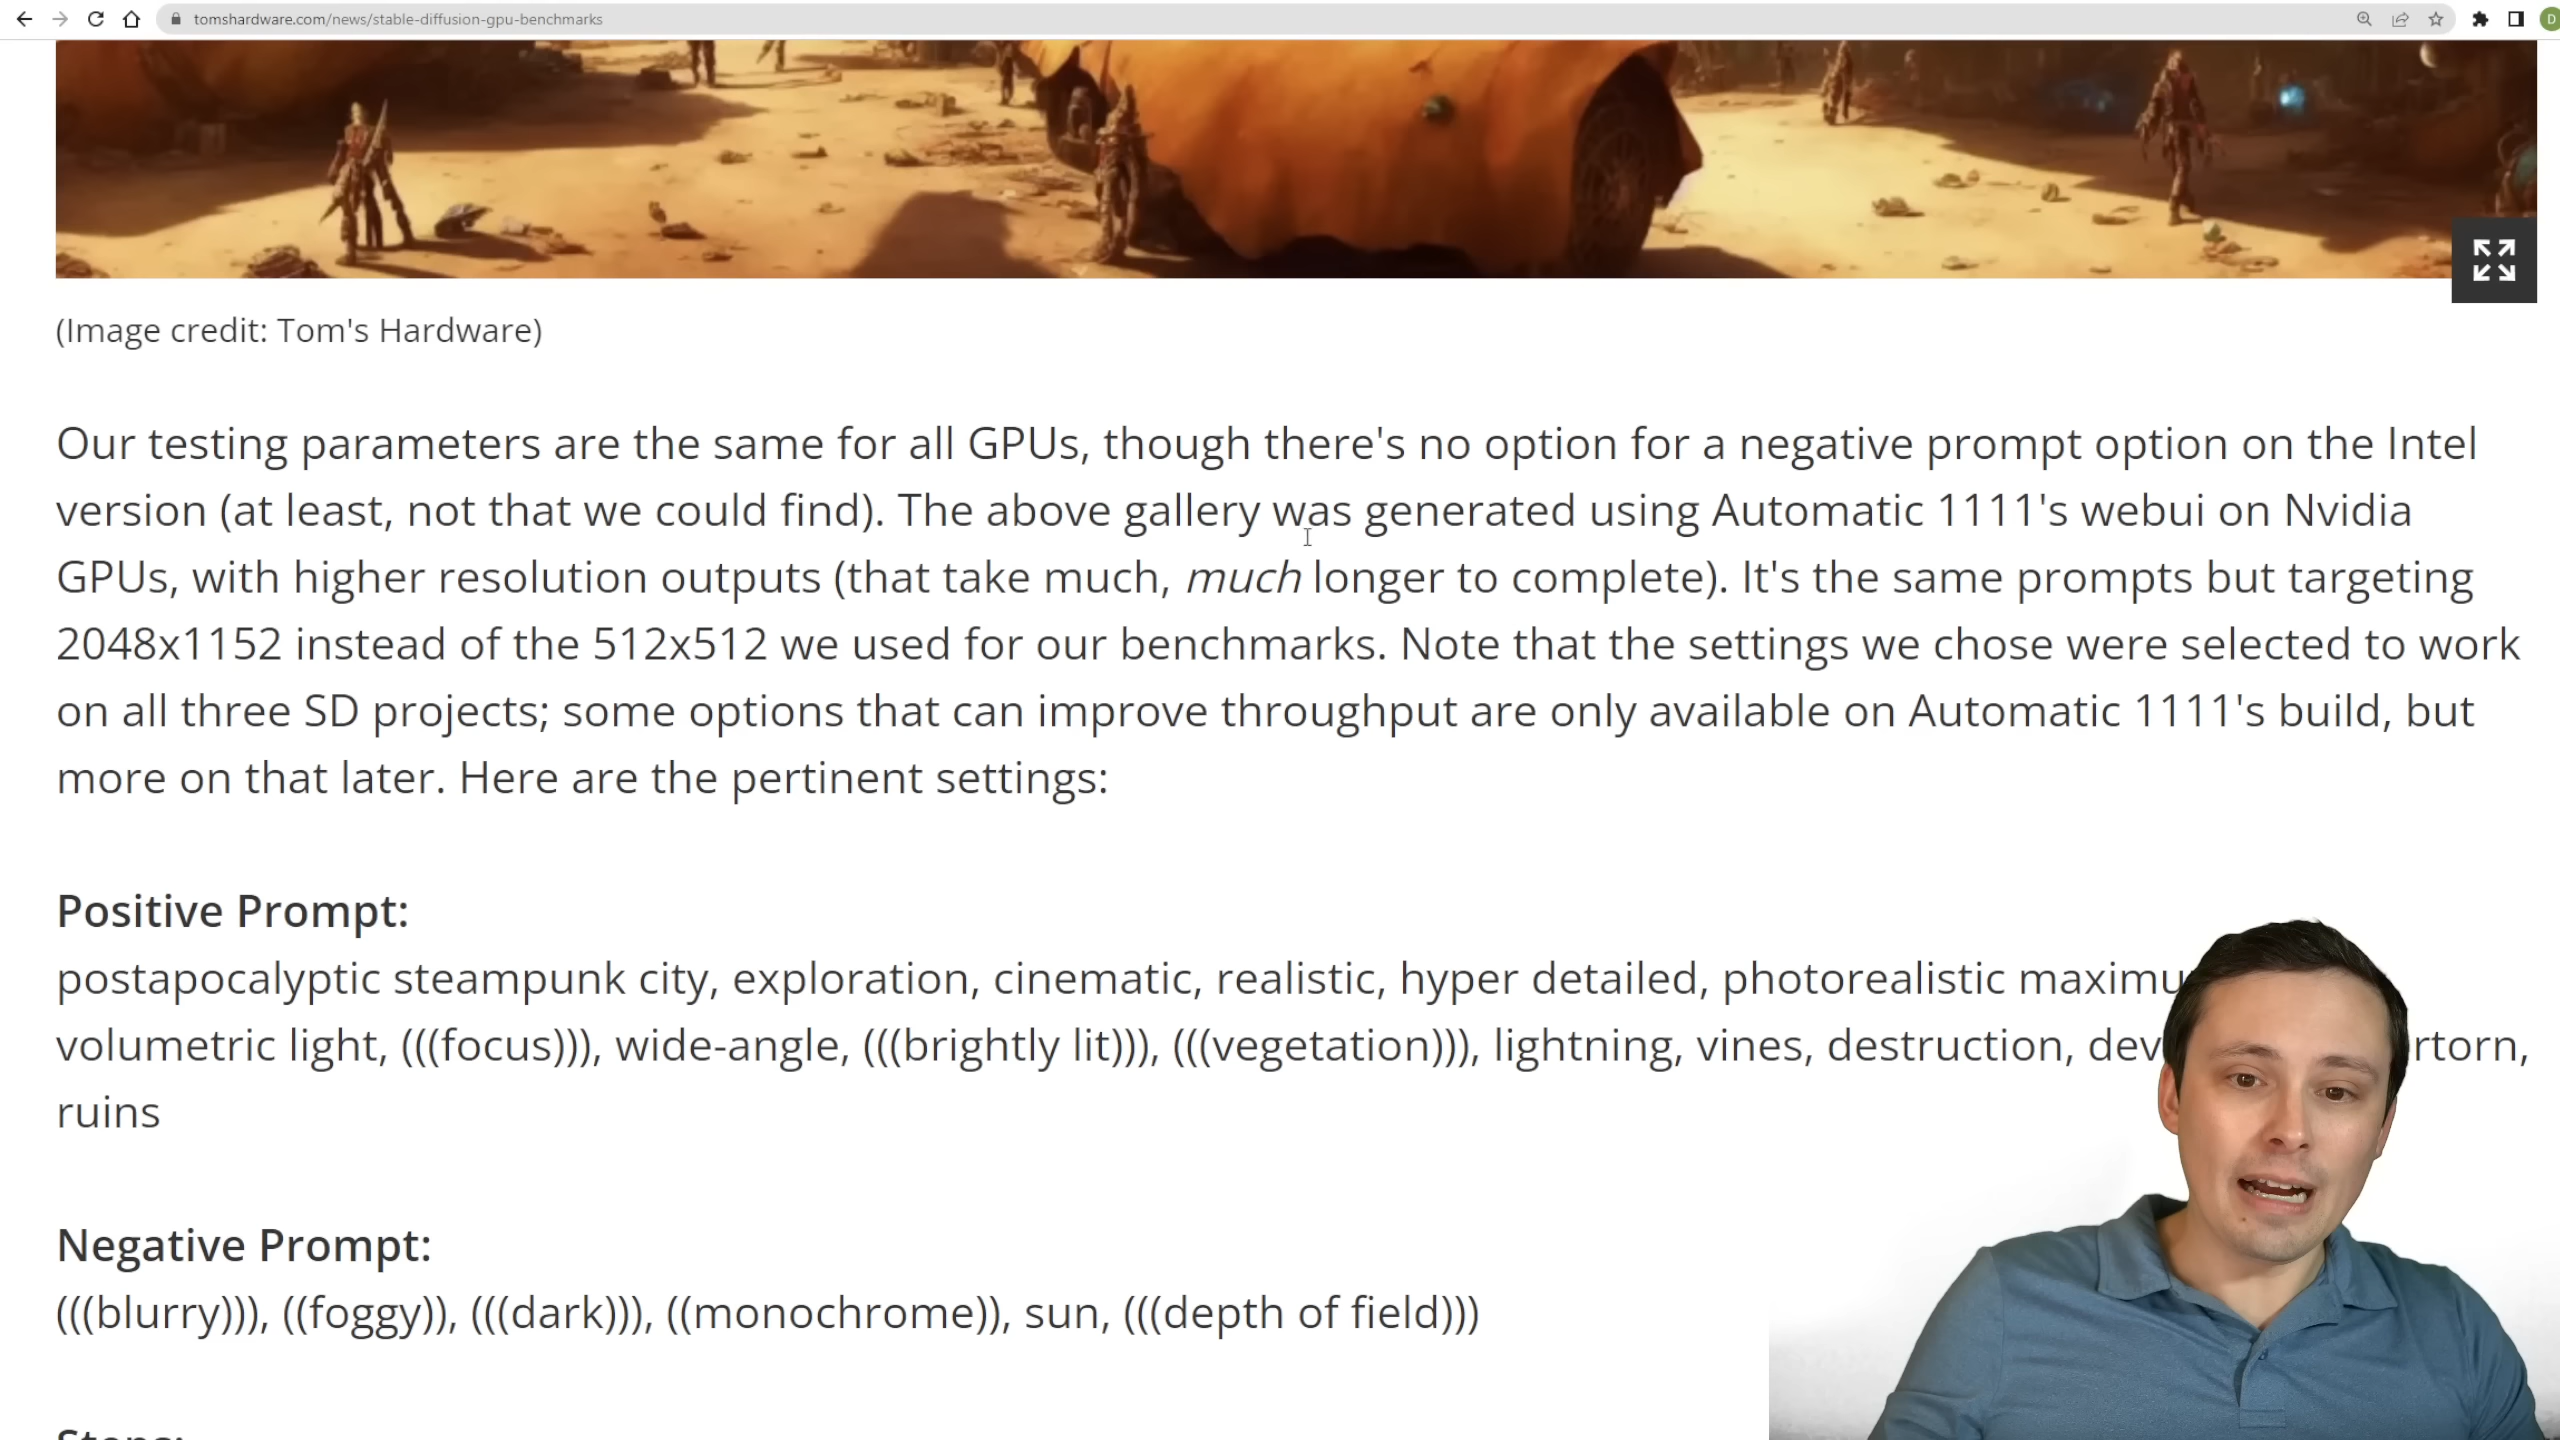 tomshardware.com/news/stable-diffusion-gpu-benchmarks
D
(Image credit: Tom's Hardware)
Our testing parameters are the same for all GPUs, though there's no option for a negative prompt option on the Intel
version (at least, not that we could find). The above gallery was generated using Automatic 1111's webui on Nvidia
GPUs, with higher resolution outputs (that take much, much longer to complete). It's the same prompts but targeting
2048x1152 instead of the 512x512 we used for our benchmarks. Note that the settings we chose were selected to work
on all three SD projects; some options that can improve throughput are only available on Automatic 1111's build, but
more on that later. Here are the pertinent settings:
Positive Prompt:
postapocalyptic steampunk city, exploration, cinematic, realistic, hyper detailed, photorealistic maximu
volumetric light, (((focus))), wide-angle, (((brightly lit))), (((vegetation))), lightning, vines, destruction, dev rtorn,
ruins
Negative Prompt:
(((blurry))), ((foggy)), (((dark))), ((monochrome)), sun, (((depth of field)))
Steps: